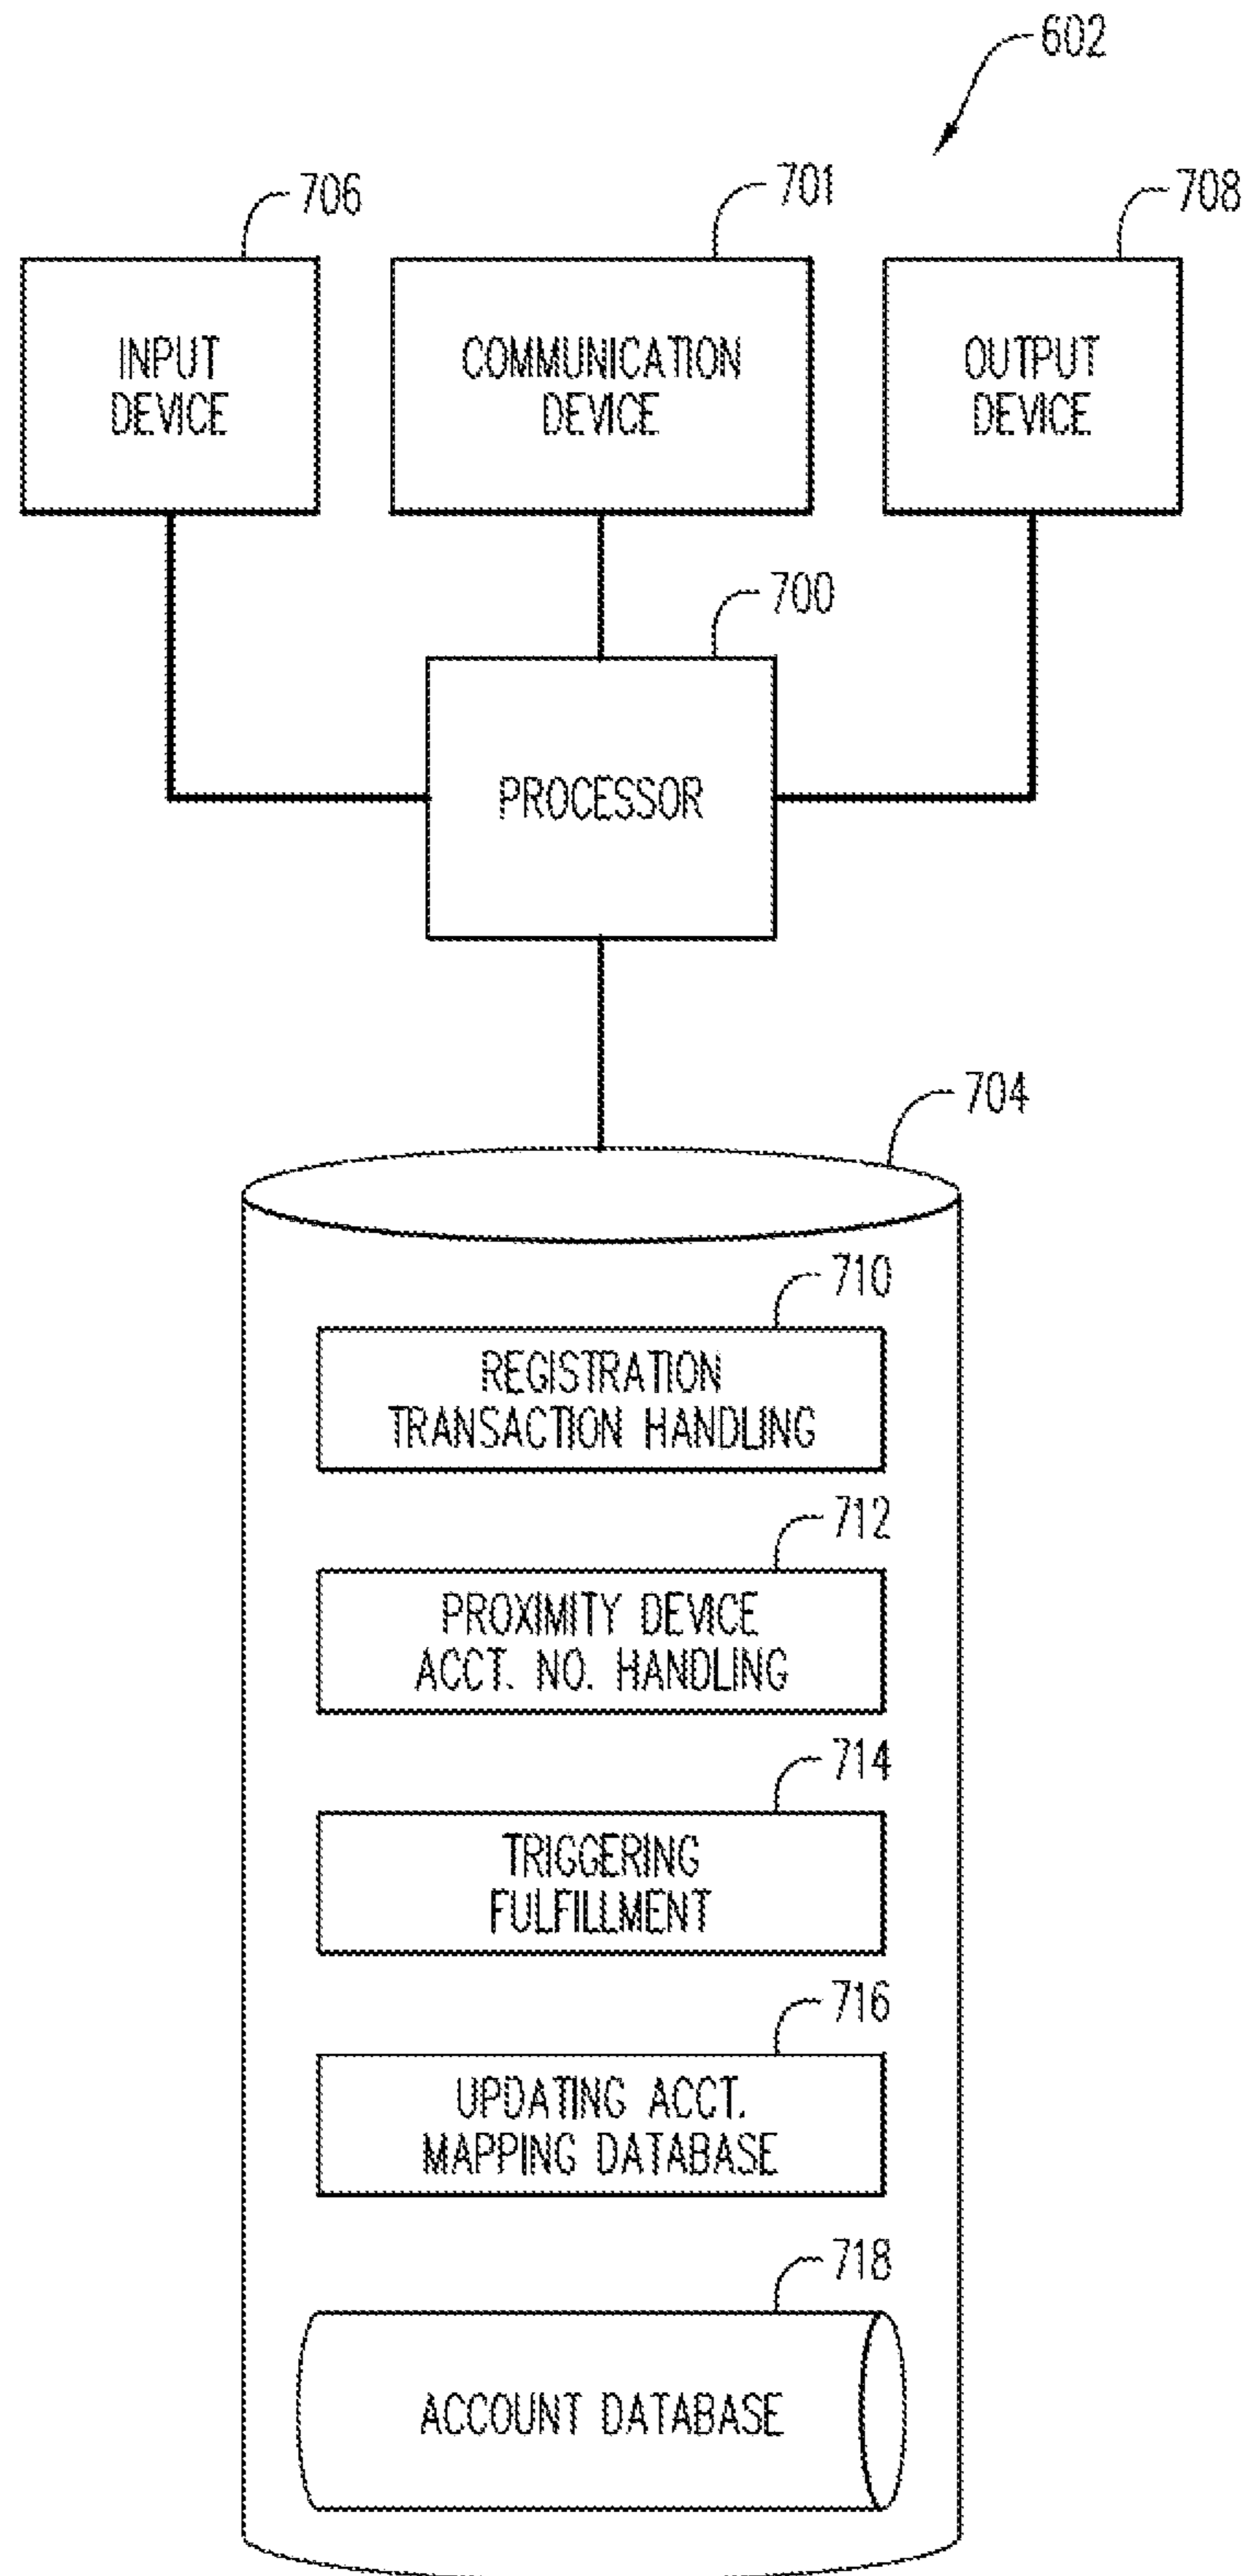 602
706
701
708
INPUT
DEVICE
COMMUNICATION
DEVICE
OUTPUT
DEVICE
700
PROCESSOR
704
710
REGISTRATION
TRANSACTION HANDLING
712
PROXIMITY DEVICE
ACCT. NO. HANDLING
714
TRIGGERING
FULFILLMENT
716
UPDATING ACCT.
MAPPING DATABASE
718
ACCOUNT DATABASE